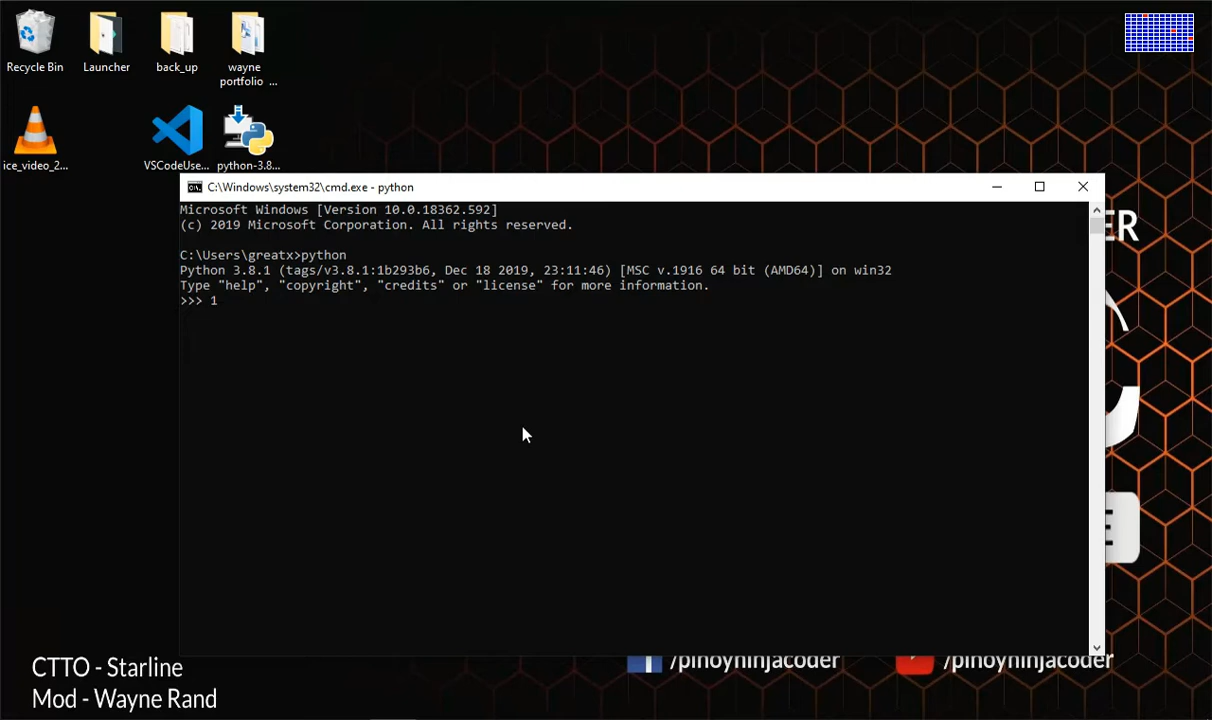 Recycle Bin
Launcher
back_up
wayne
portfolio ...
ice_video_2...
VSCodeUse...
python-3.8...
C:\Windows\system32\cmd.exe - python
Microsoft Windows [Version 10.0.18362.592]
(c) 2019 Microsoft Corporation. All rights reserved.
C:\Users\greatx>python
Python 3.8.1 (tags/v3.8.1:1b293b6, Dec 18 2019, 23:11:46) [MSC v.1916 64 bit (AMD64)] on win32
Type "help", "copyright", "credits" or "license" for more information.
>>> 1
ER
E
/pinoyninjacoder
/pinoyninjacoder
CTTO - Starline
Mod - Wayne Rand